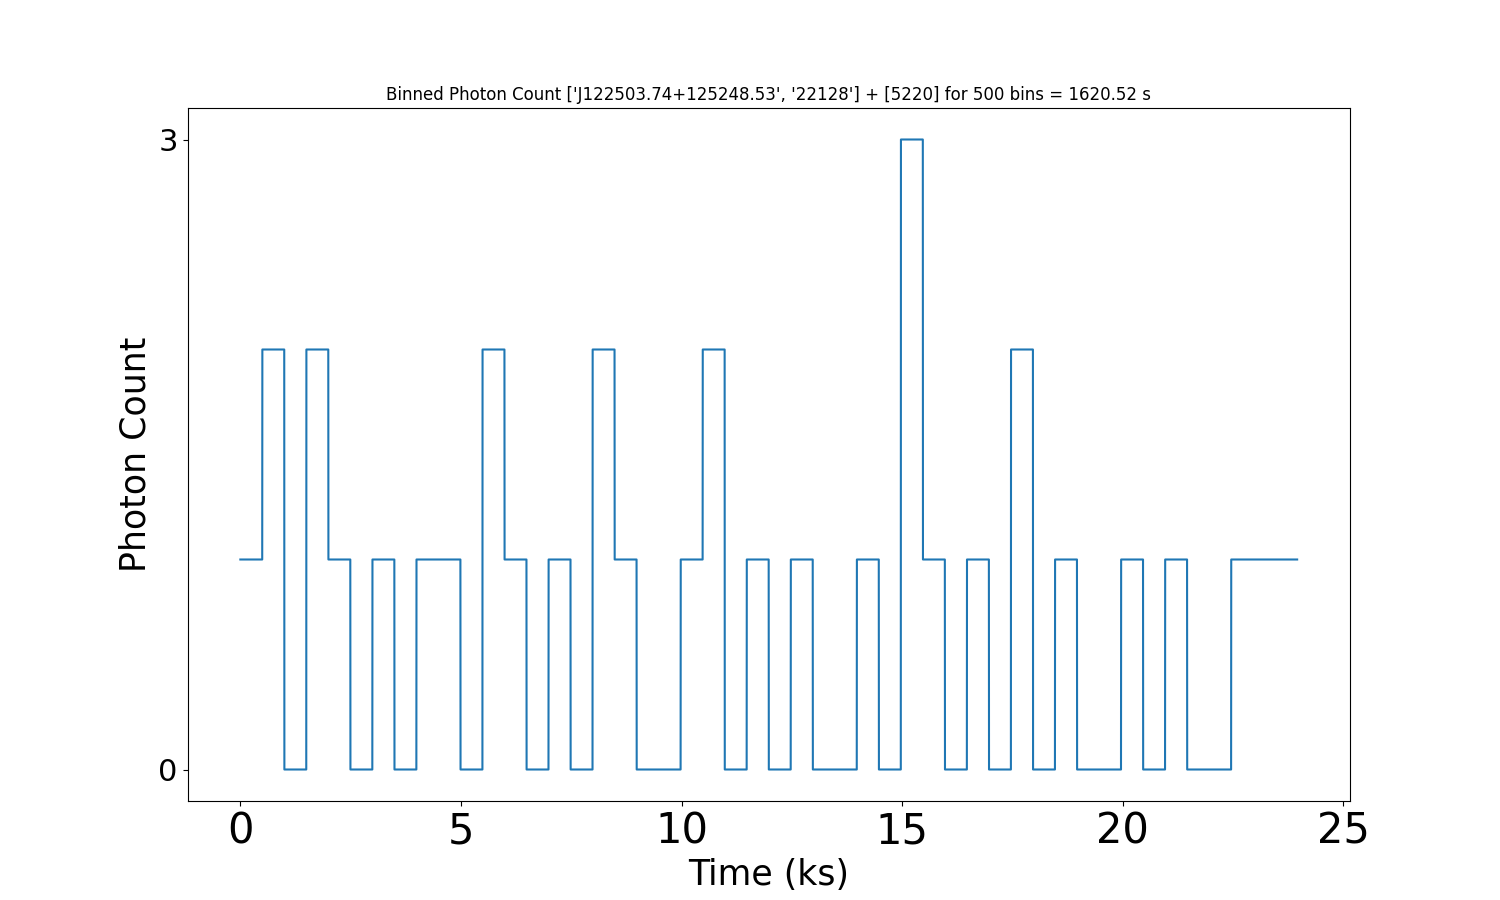 Binned Photon Count ['J122503.74+125248.53', '22128'] + [5220] for 500 bins = 1620.52 s
3
Photon Count
0
0 5 10 15 20 25
Time (ks)